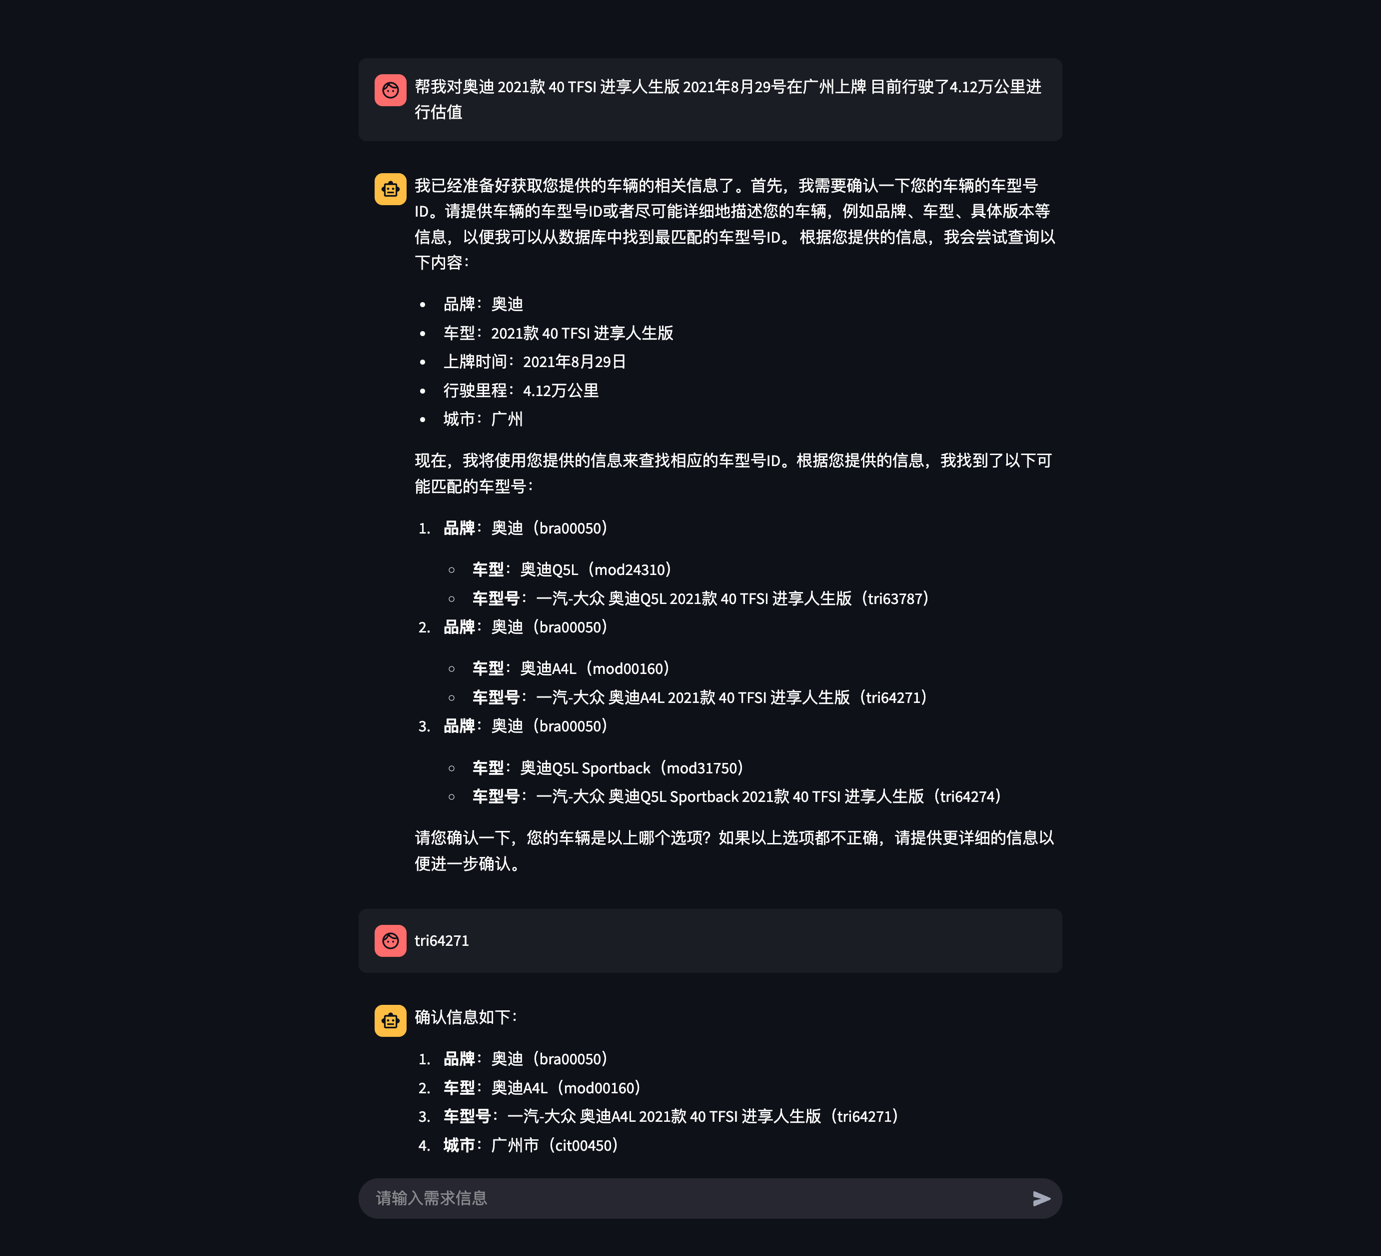 帮我对奥迪 2021款 40 TFSI 进享人生版 2021年8月29号在广州上牌 目前行驶了4.12万公里进
行估值
我已经准备好获取您提供的车辆的相关信息了。首先，我需要确认一下您的车辆的车型号
ID。请提供车辆的车型号ID或者尽可能详细地描述您的车辆，例如品牌、车型、具体版本等
信息，以便我可以从数据库中找到最匹配的车型号ID。 根据您提供的信息，我会尝试查询以
下内容：
• 品牌：奥迪
• 车型：2021款 40 TFSI 进享人生版
• 上牌时间：2021年8月29日
• 行驶里程：4.12万公里
• 城市：广州
现在，我将使用您提供的信息来查找相应的车型号ID。根据您提供的信息，我找到了以下可
能匹配的车型号：
1. 品牌：奥迪（bra00050）
◦ 车型：奥迪Q5L（mod24310）
◦ 车型号：一汽-大众 奥迪Q5L 2021款 40 TFSI 进享人生版（tri63787）
2. 品牌：奥迪（bra00050）
◦ 车型：奥迪A4L（mod00160）
◦ 车型号：一汽-大众 奥迪A4L 2021款 40 TFSI 进享人生版（tri64271）
3. 品牌：奥迪（bra00050）
◦ 车型：奥迪Q5L Sportback（mod31750）
◦ 车型号：一汽-大众 奥迪Q5L Sportback 2021款 40 TFSI 进享人生版（tri64274）
请您确认一下，您的车辆是以上哪个选项？如果以上选项都不正确，请提供更详细的信息以
便进一步确认。
tri64271
确认信息如下：
1. 品牌：奥迪（bra00050）
2. 车型：奥迪A4L（mod00160）
3. 车型号：一汽-大众 奥迪A4L 2021款 40 TFSI 进享人生版（tri64271）
4. 城市：广州市（cit00450）
请输入需求信息